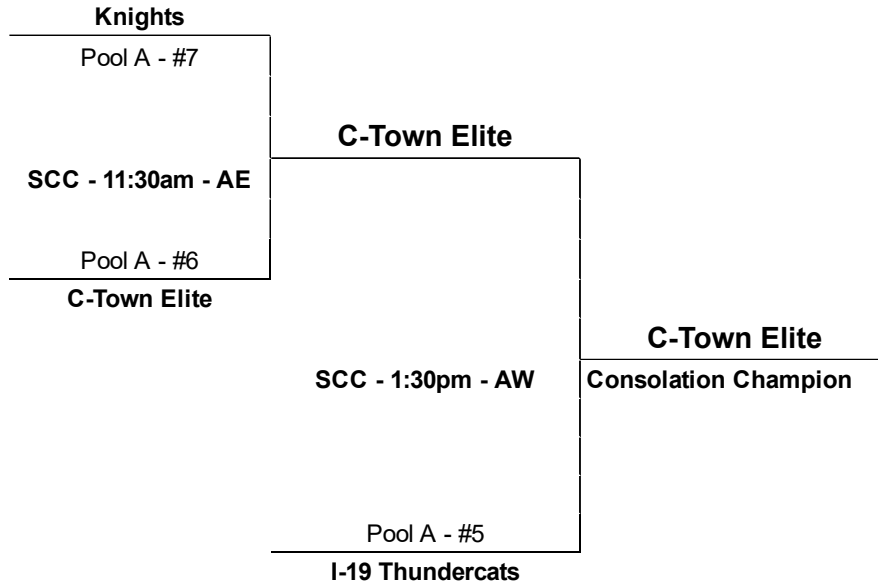 Knights
Pool A - #7
C-Town Elite
SCC - 11:30am - AE
Pool A - #6
C-Town Elite
C-Town Elite
SCC - 1:30pm - AW
Consolation Champion
Pool A - #5
I-19 Thundercats